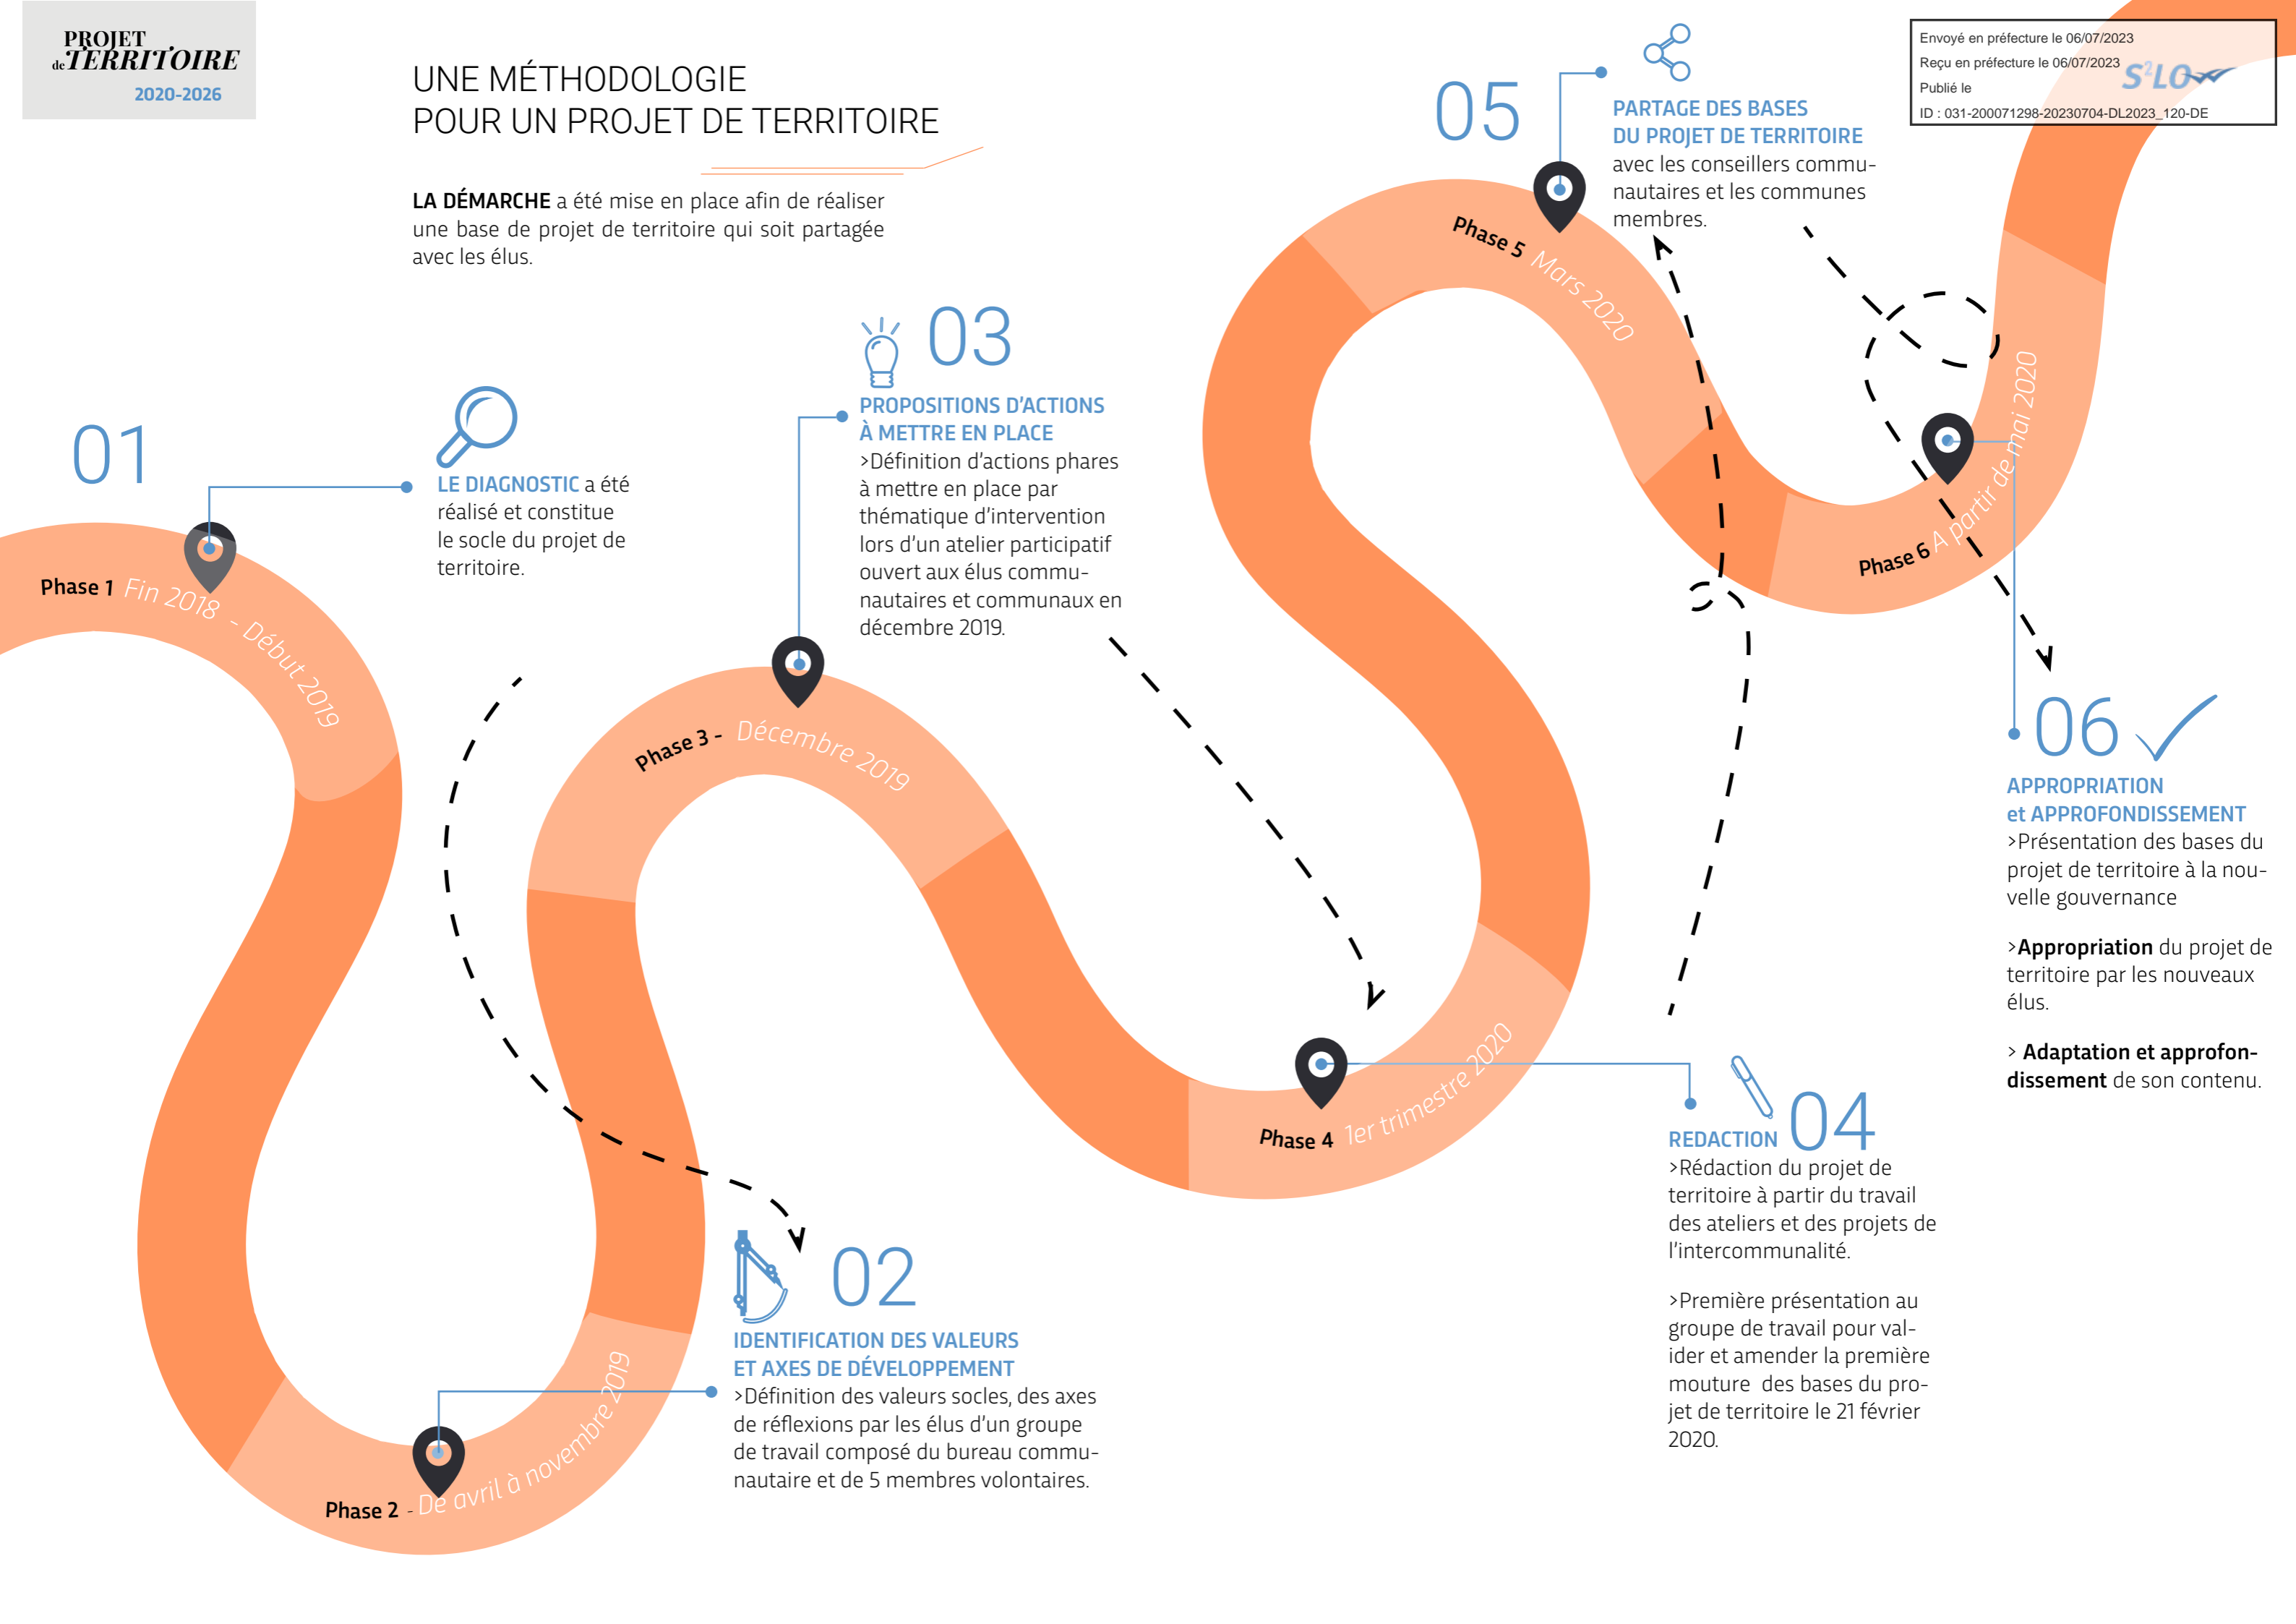 PROJET
de TERRITOIRE
2020-2026
UNE MÉTHODOLOGIE
POUR UN PROJET DE TERRITOIRE
LA DÉMARCHE a été mise en place afin de réaliser
une base de projet de territoire qui soit partagée
avec les élus.
Envoyé en préfecture le 06/07/2023
Reçu en préfecture le 06/07/2023
Publié le
S²LO
ID : 031-200071298-20230704-DL2023_120-DE
01
LE DIAGNOSTIC a été
réalisé et constitue
le socle du projet de
territoire.
Phase 1 Fin 2018 - Début 2019
02
IDENTIFICATION DES VALEURS
ET AXES DE DÉVELOPPEMENT
>Définition des valeurs socles, des axes
de réflexions par les élus d'un groupe
de travail composé du bureau commu-
nautaire et de 5 membres volontaires.
Phase 2 - De avril à novembre 2019
03
PROPOSITIONS D'ACTIONS
À METTRE EN PLACE
>Définition d'actions phares
à mettre en place par
thématique d'intervention
lors d'un atelier participatif
ouvert aux élus commu-
nautaires et communaux en
décembre 2019.
Phase 3 - Décembre 2019
04
REDACTION
>Rédaction du projet de
territoire à partir du travail
des ateliers et des projets de
l'intercommunalité.
>Première présentation au
groupe de travail pour val-
ider et amender la première
mouture des bases du pro-
jet de territoire le 21 février
2020.
Phase 4 1er trimestre 2020
05
PARTAGE DES BASES
DU PROJET DE TERRITOIRE
avec les conseillers commu-
nautaires et les communes
membres.
Phase 5 Mars 2020
06
APPROPRIATION
et APPROFONDISSEMENT
>Présentation des bases du
projet de territoire à la nou-
velle gouvernance
>Appropriation du projet de
territoire par les nouveaux
élus.
> Adaptation et approfon-
dissement de son contenu.
Phase 6 A partir de mai 2020